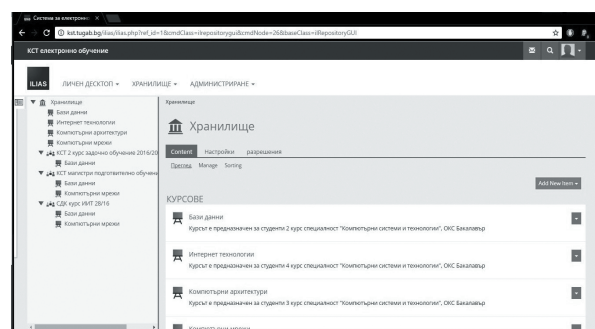 Система за електронно
kst.tugab.bg/ilias/ilias.php?ref_id=1&cmdClass=ilrepositorygui&cmdNode=26&baseClass=ilRepositoryGUI
КСТ електронно обучение
ILIAS
ЛИЧЕН ДЕСКТОП
ХРАНИЛИЩЕ
АДМИНИСТРИРАНЕ
Хранилище
Бази данни
Интернет технологии
Компютърни архитектури
Компютърни мрежи
КСТ 2 курс задочно обучение 2016/20
Бази данни
КСТ магистри подготвително обучени
Бази данни
Компютърни мрежи
СДК курс ИИТ 28/16
Бази данни
Компютърни мрежи
Хранилище
Хранилище
Content Настройки разрешения
Преглед Manage Sorting
Add New Item
КУРСОВЕ
Бази данни
Курсът е предназначен за студенти 2 курс специалност "Компютърни системи и технологии", ОКС Бакалавър
Интернет технологии
Курсът е предназначен за студенти 4 курс специалност "Компютърни системи и технологии", ОКС Бакалавър
Компютърни архитектури
Курсът е предназначен за студенти 3 курс специалност "Компютърни системи и технологии", ОКС Бакалавър
Компютърни мрежи